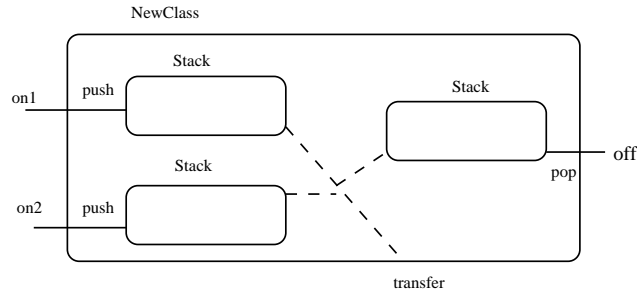 NewClass
Stack
Stack
on1
push
off
Stack
pop
on2
push
transfer